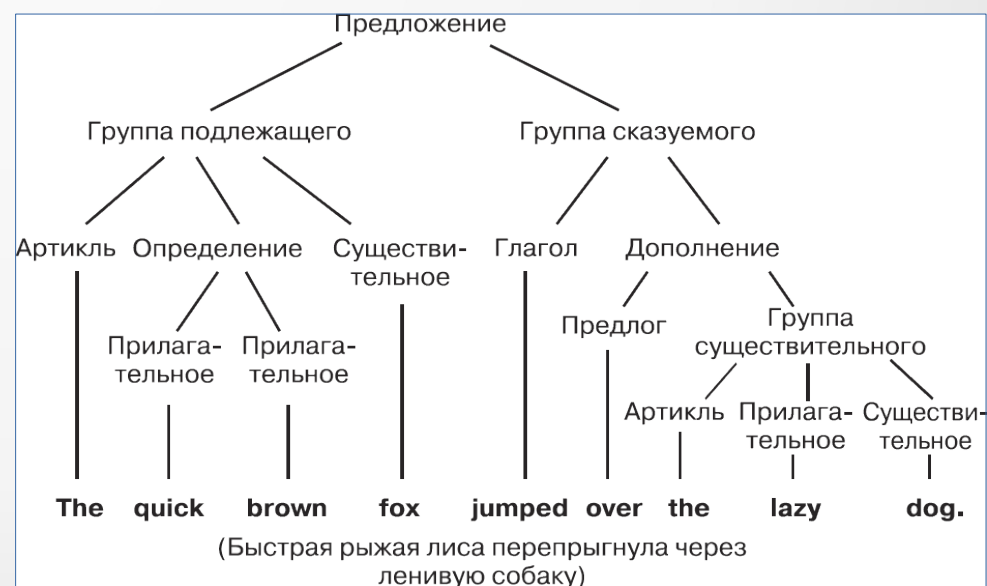 Предложение
Группа подлежащего Группа сказуемого
Артикль Определение Существи- Глагол Дополнение
тельное
Предлог Группа
существительного
Прилага- Прилага-
тельное тельное
Артикль Прилага- Существи-
тельное тельное
The quick brown fox jumped over the lazy dog.
(Быстрая рыжая лиса перепрыгнула через
ленивую собаку)